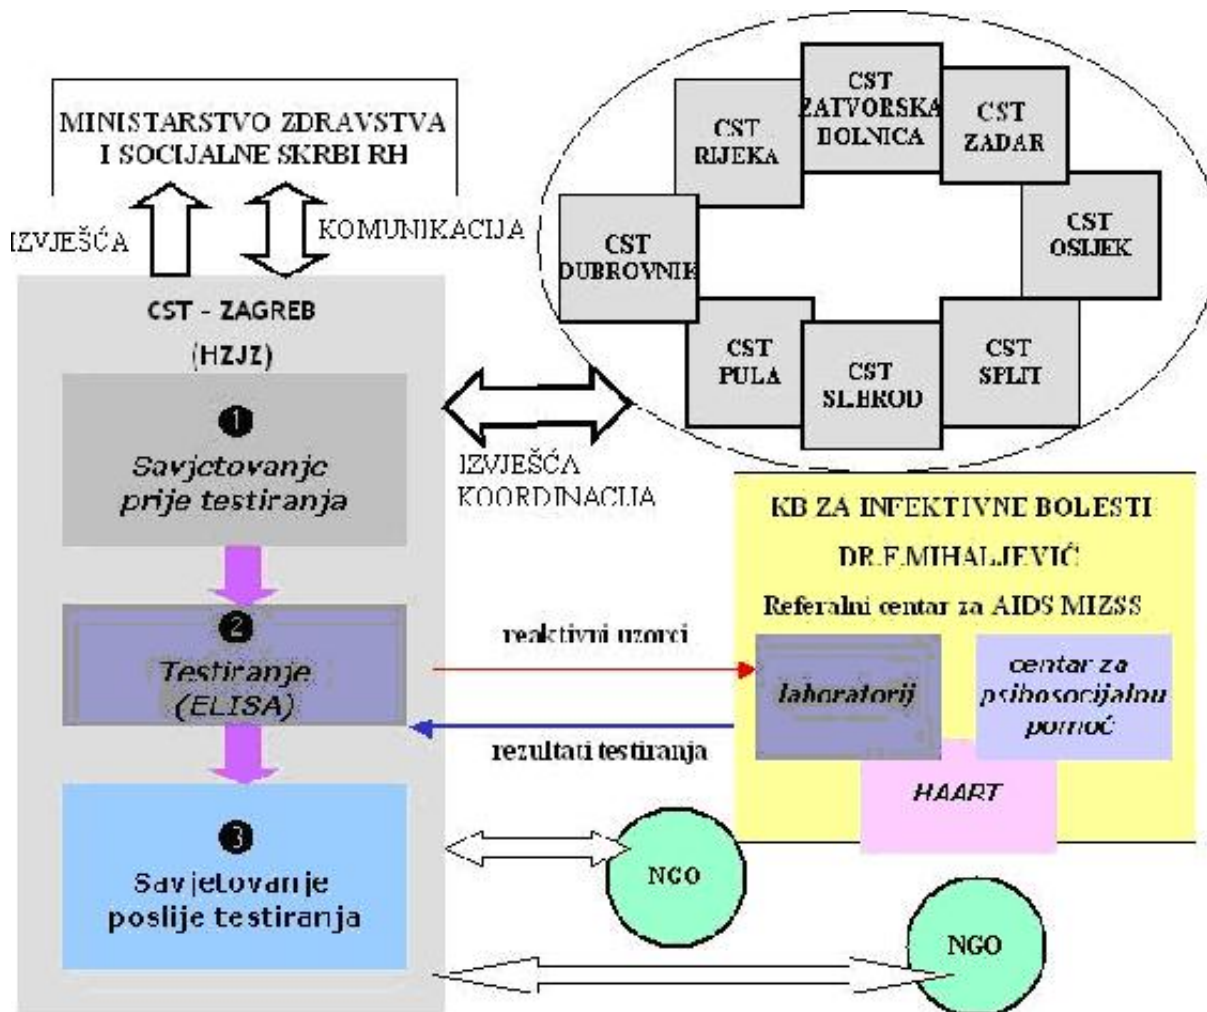 MINISTARSTVO ZDRAVSTVA
I SOCIJALNE SKRBI RH
IZVJEŠĆA
KOMUNIKACIJA
CST - ZAGREB
(HZJZ)
1
Savjetovanje
prije testiranja
2
Testiranje
(ELISA)
3
Savjetovanje
poslije testiranja
CST
RIJEKA
CST
ZATVORSKA
BOLNICA
CST
ZADAR
CST
DUBROVNIK
CST
OSIJEK
CST
PULA
CST
SL.BROD
CST
SPLIT
IZVJEŠĆA
KOORDINACIJA
KB ZA INFEKTIVNE BOLESTI
DR.F.MIHALJEVIĆ
Referalni centar za AIDS MIZSS
reaktivni uzorci
laboratorij
centar za
psihosocijalnu
pomoć
rezultati testiranja
HAART
NGO
NGO